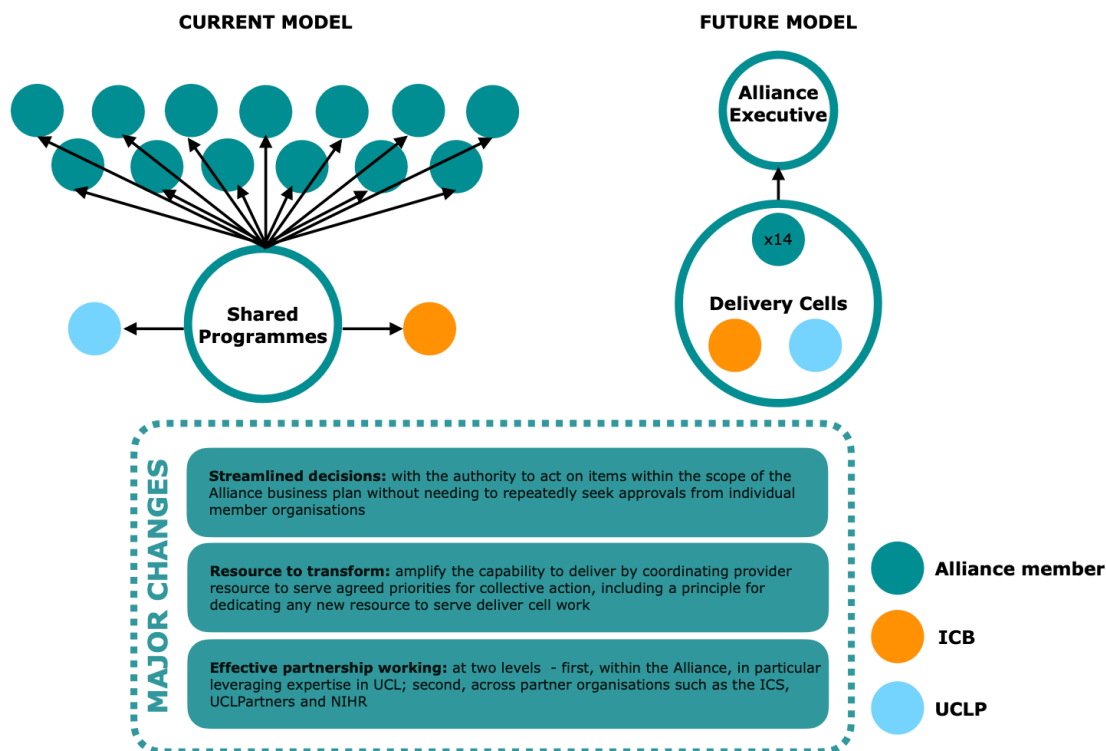 CURRENT MODEL
FUTURE MODEL
Alliance
Executive
x14
Shared
Programmes
Delivery Cells
MAJOR CHANGES
Streamlined decisions: with the authority to act on items within the scope of the
Alliance business plan without needing to repeatedly seek approvals from individual
member organisations
Resource to transform: amplify the capability to deliver by coordinating provider
resource to serve agreed priorities for collective action, including a principle for
dedicating any new resource to serve deliver cell work
Effective partnership working: at two levels  - first, within the Alliance, in particular
leveraging expertise in UCL; second, across partner organisations such as the ICS,
UCLPartners and NIHR
Alliance member
ICB
UCLP